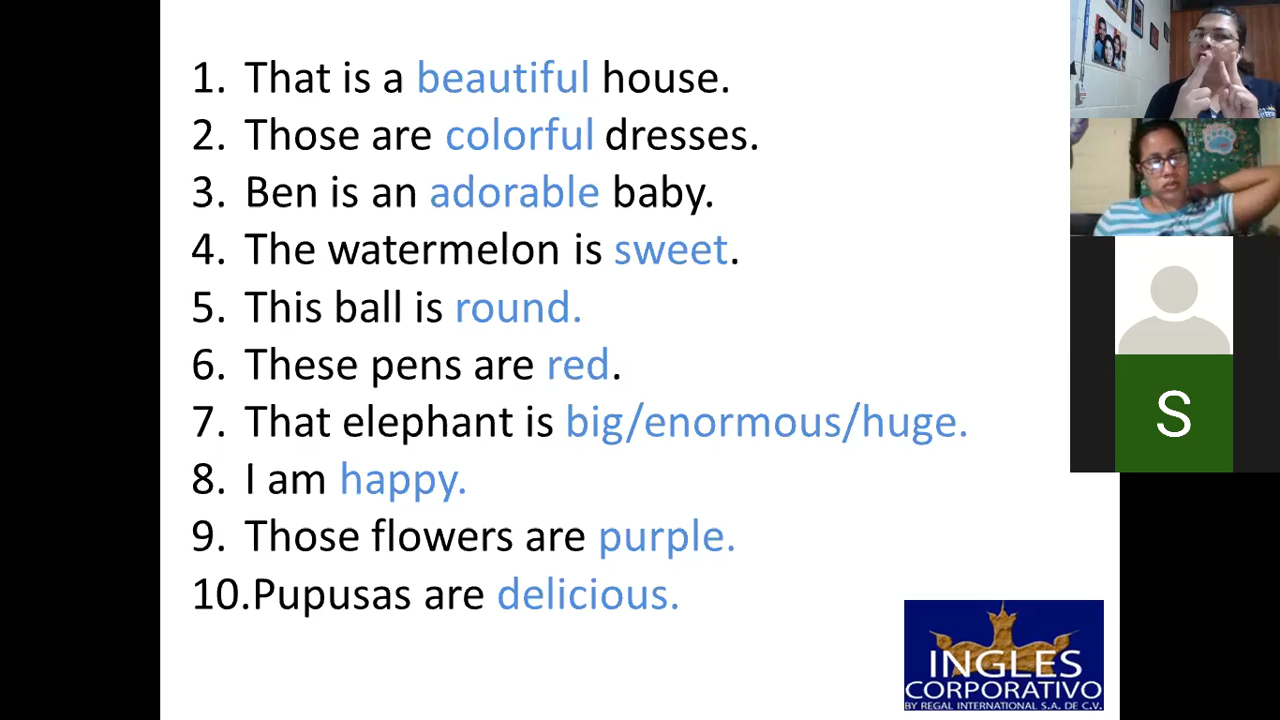 1. That is a beautiful house.
2. Those are colorful dresses.
3. Ben is an adorable baby.
4. The watermelon is sweet.
5. This ball is round.
6. These pens are red.
7. That elephant is big/enormous/huge.
8. I am happy.
9. Those flowers are purple.
10.Pupusas are delicious.
S
INGLES
CORPORATIVO
BY REGAL INTERNATIONAL S.A. DE C.V.